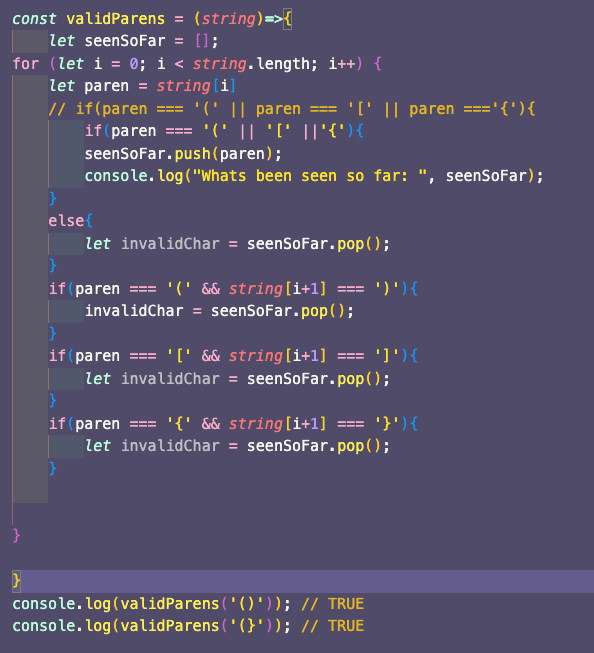 const validParens = (string)=>{
let seenSoFar = [];
for (let i = 0; i < string.length; i++) {
let paren = string[i]
// if(paren === '(' || paren === '[' || paren ==='{'){
if(paren === '(' || '[' ||'{'){
seenSoFar.push(paren);
console.log("Whats been seen so far: ", seenSoFar);
}
else{
let invalidChar = seenSoFar.pop();
}
if(paren === '(' && string[i+1] === ')'){
invalidChar = seenSoFar.pop();
}
if(paren === '[' && string[i+1] === ']'){
let invalidChar = seenSoFar.pop();
}
if(paren === '{' && string[i+1] === '}'){
let invalidChar = seenSoFar.pop();
}
}
}
console.log(validParens('()')); // TRUE
console.log(validParens('(}')); // TRUE